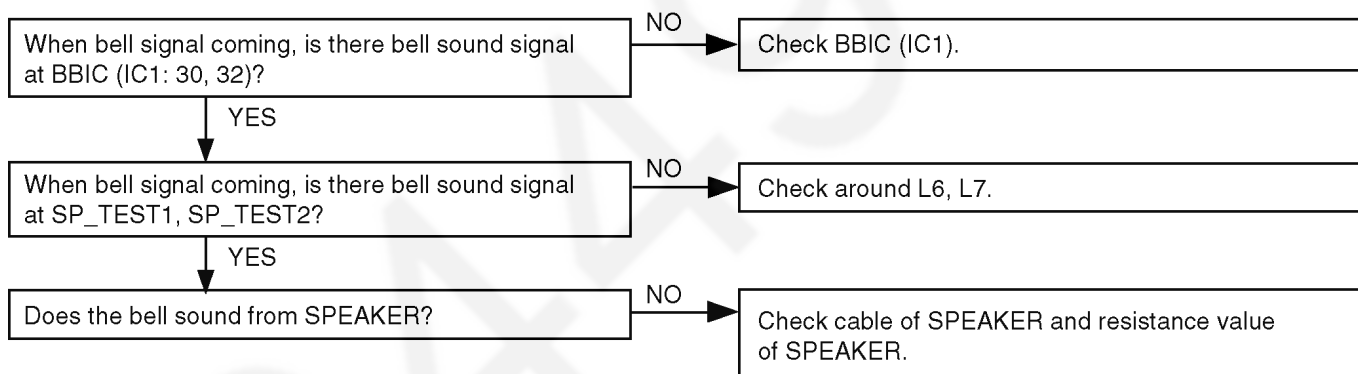 When bell signal coming, is there bell sound signal
at BBIC (IC1: 30, 32)?
NO
Check BBIC (IC1).
YES
When bell signal coming, is there bell sound signal
at SP_TEST1, SP_TEST2?
NO
Check around L6, L7.
YES
Does the bell sound from SPEAKER?
NO
Check cable of SPEAKER and resistance value
of SPEAKER.